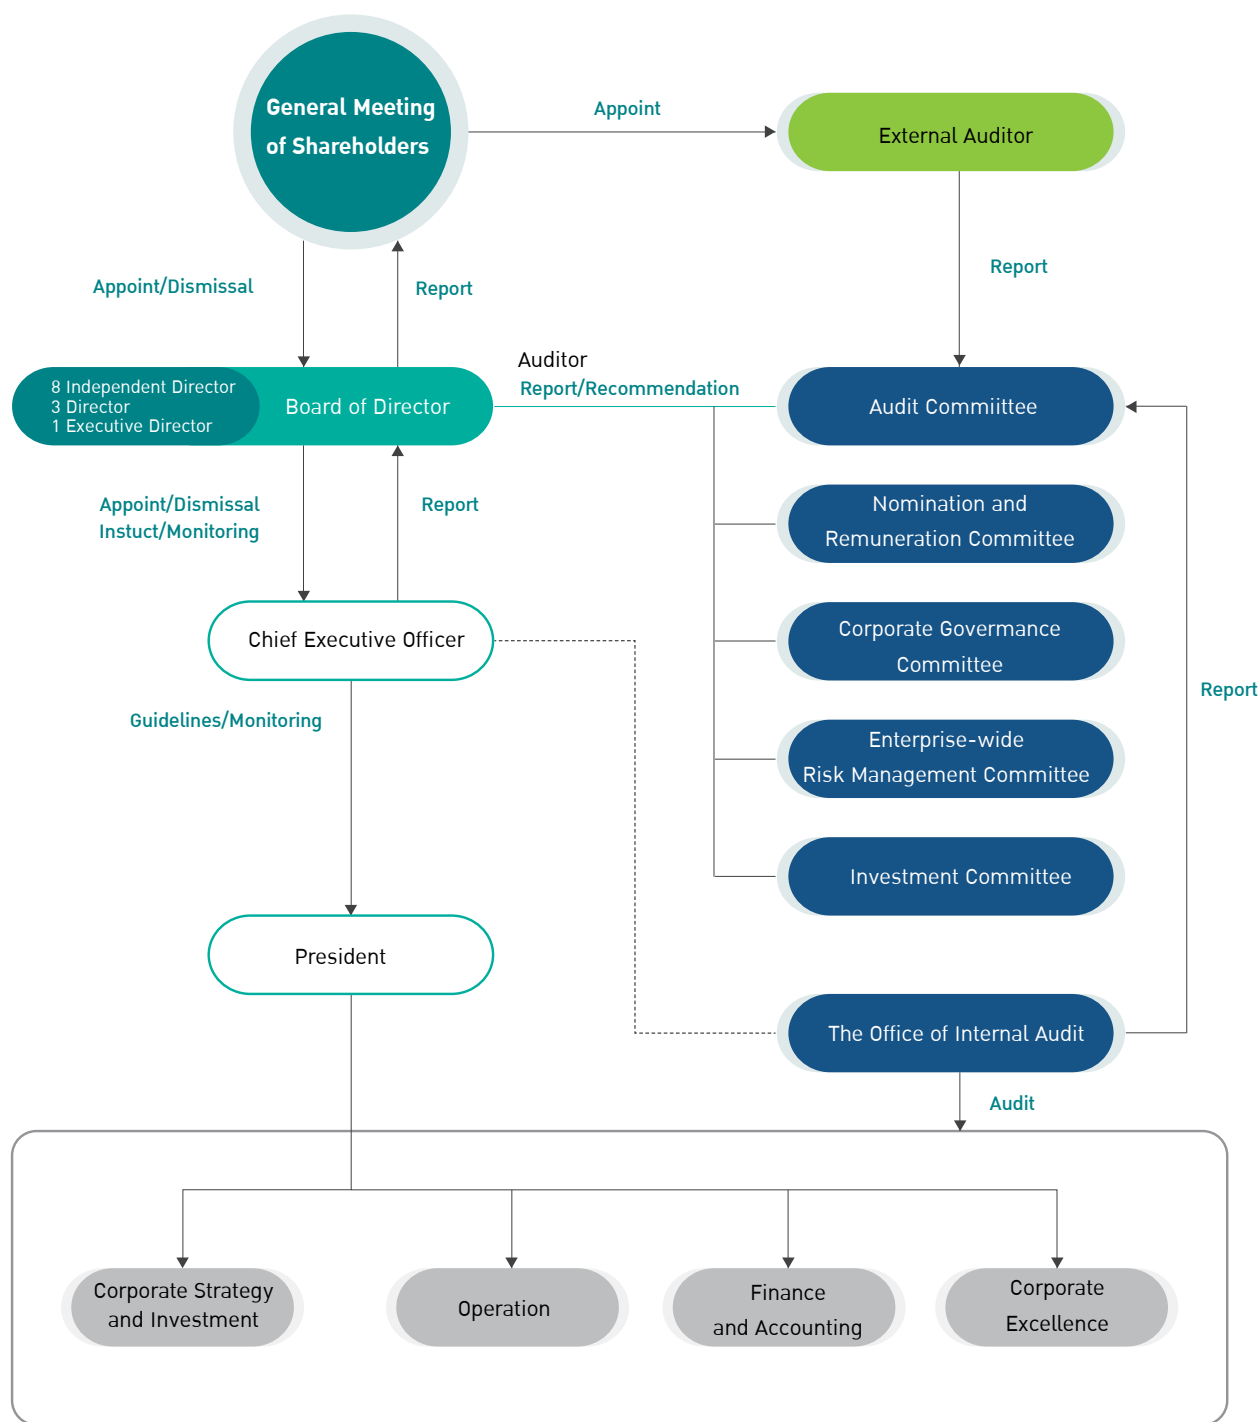 General Meeting
of Shareholders
Appoint
External Auditor
Report
Appoint/Dismissal
Report
8 Independent Director
3 Director
1 Executive Director
Board of Director
Auditor
Report/Recommendation
Audit Commiittee
Appoint/Dismissal
Instuct/Monitoring
Report
Nomination and
Remuneration Committee
Chief Executive Officer
Corporate Governance
Committee
Report
Guidelines/Monitoring
Enterprise-wide
Risk Management Committee
Investment Committee
President
The Office of Internal Audit
Audit
Corporate Strategy
and Investment
Operation
Finance
and Accounting
Corporate
Excellence